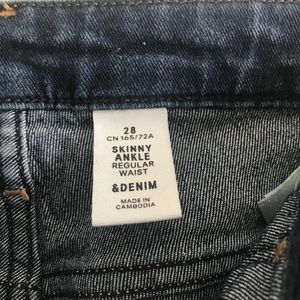 28
CN 165/72A
SKINNY
ANKLE
REGULAR
WAIST
&DENIM
MADE IN
CAMBODIA